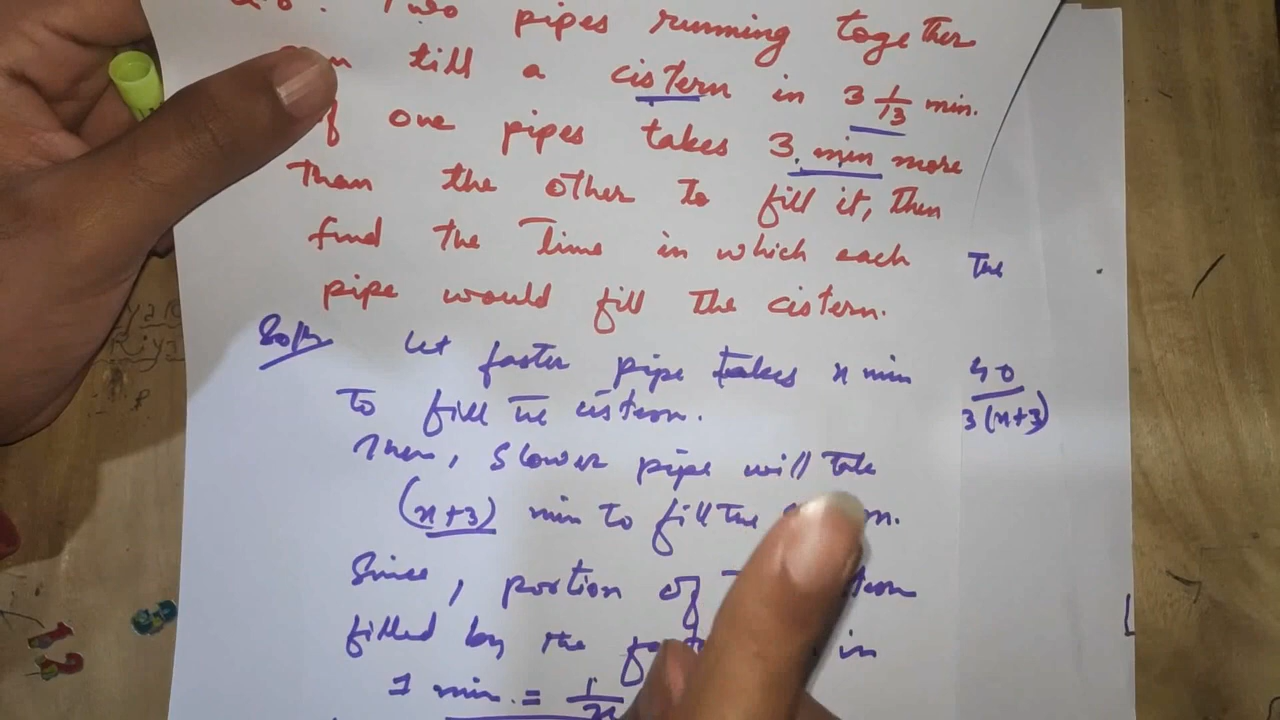 Two pipes running together
till a cistern in 3 1/13 min.
one pipes takes 3 min more
than the other to fill it, then
find the time in which each
pipe would fill the cistern.
Soln Let faster pipe takes x min
to fill the cistern.
Then, slower pipe will take
(x+3) min to fill the
Since, portion of
filled by the in
1 min. = 1/x
The
40
3(x+3)